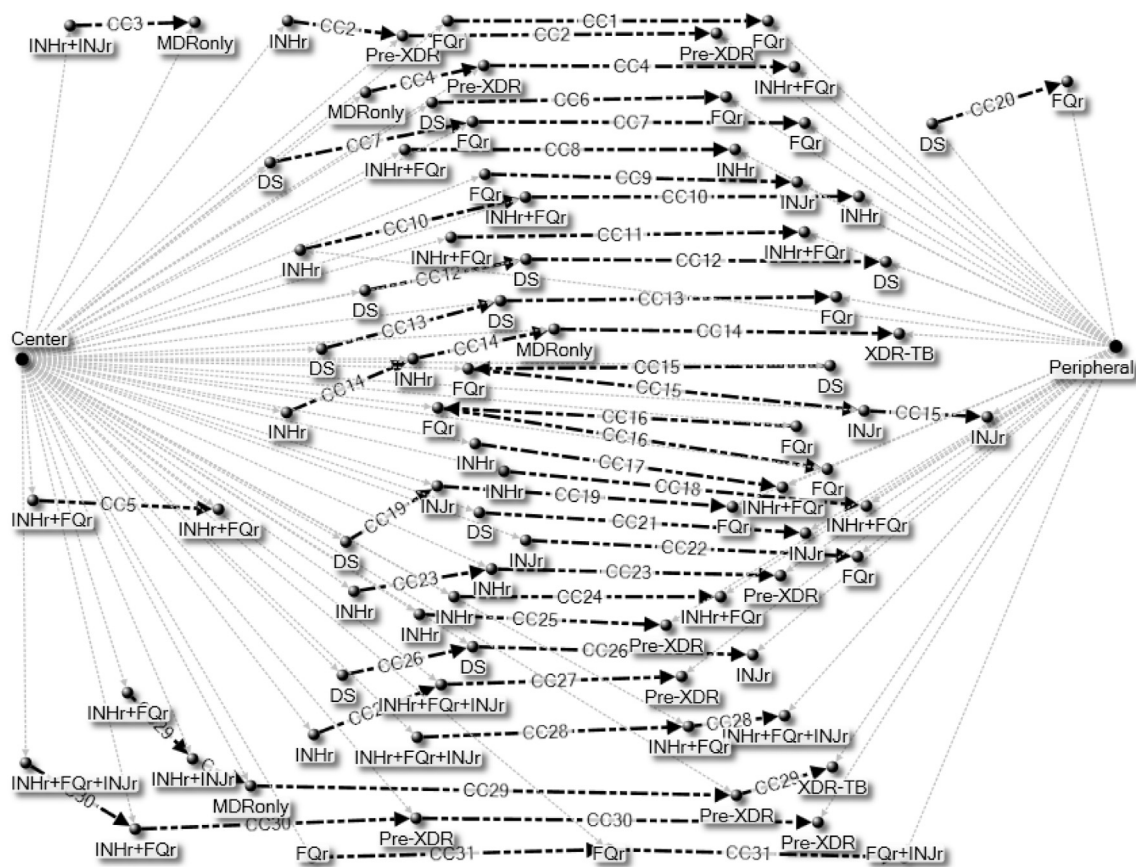 CC3
INHr+INJr
MDRonly
INHr
CC2
Pre-XDR
FQr
CC1
CC2
Pre-XDR
FQr
CC4
MDRonly
Pre-XDR
CC4
INHr+FQr
CC20
DS
FQr
DS
CC6
FQr
CC7
DS
FQr
CC7
FQr
INHr+FQr
CC8
INHr
FQr
CC9
INJr
CC10
INHr
INHr+FQr
CC10
INHr
INHr+FQr
CC11
INHr+FQr
CC12
DS
DS
CC12
DS
CC13
DS
DS
CC13
FQr
Center
Peripheral
CC14
INHr
INHr
CC14
MDRonly
CC14
XDR-TB
FQr
CC15
DS
CC15
INJr
CC15
INJr
FQr
CC16
FQr
CC16
FQr
INHr
CC17
INHr+FQr
INHr
CC18
INHr+FQr
CC5
INHr+FQr
INHr+FQr
CC19
DS
INJr
CC19
FQr
DS
CC21
INJr
INJr
CC22
FQr
CC23
INHr
INHr
CC23
Pre-XDR
INHr
CC24
INHr+FQr
INHr
CC25
Pre-XDR
CC26
DS
DS
CC26
INJr
INHr
INHr+FQr+INJr
CC27
Pre-XDR
INHr+FQr+INJr
CC28
INHr+FQr
CC28
INHr+FQr+INJr
INHr+FQr
INHr+INJr
MDRonly
CC29
Pre-XDR
CC29
XDR-TB
INHr+FQr+INJr
INHr+FQr
CC30
Pre-XDR
CC30
Pre-XDR
FQr
CC31
FQr
CC31
FQr+INJr